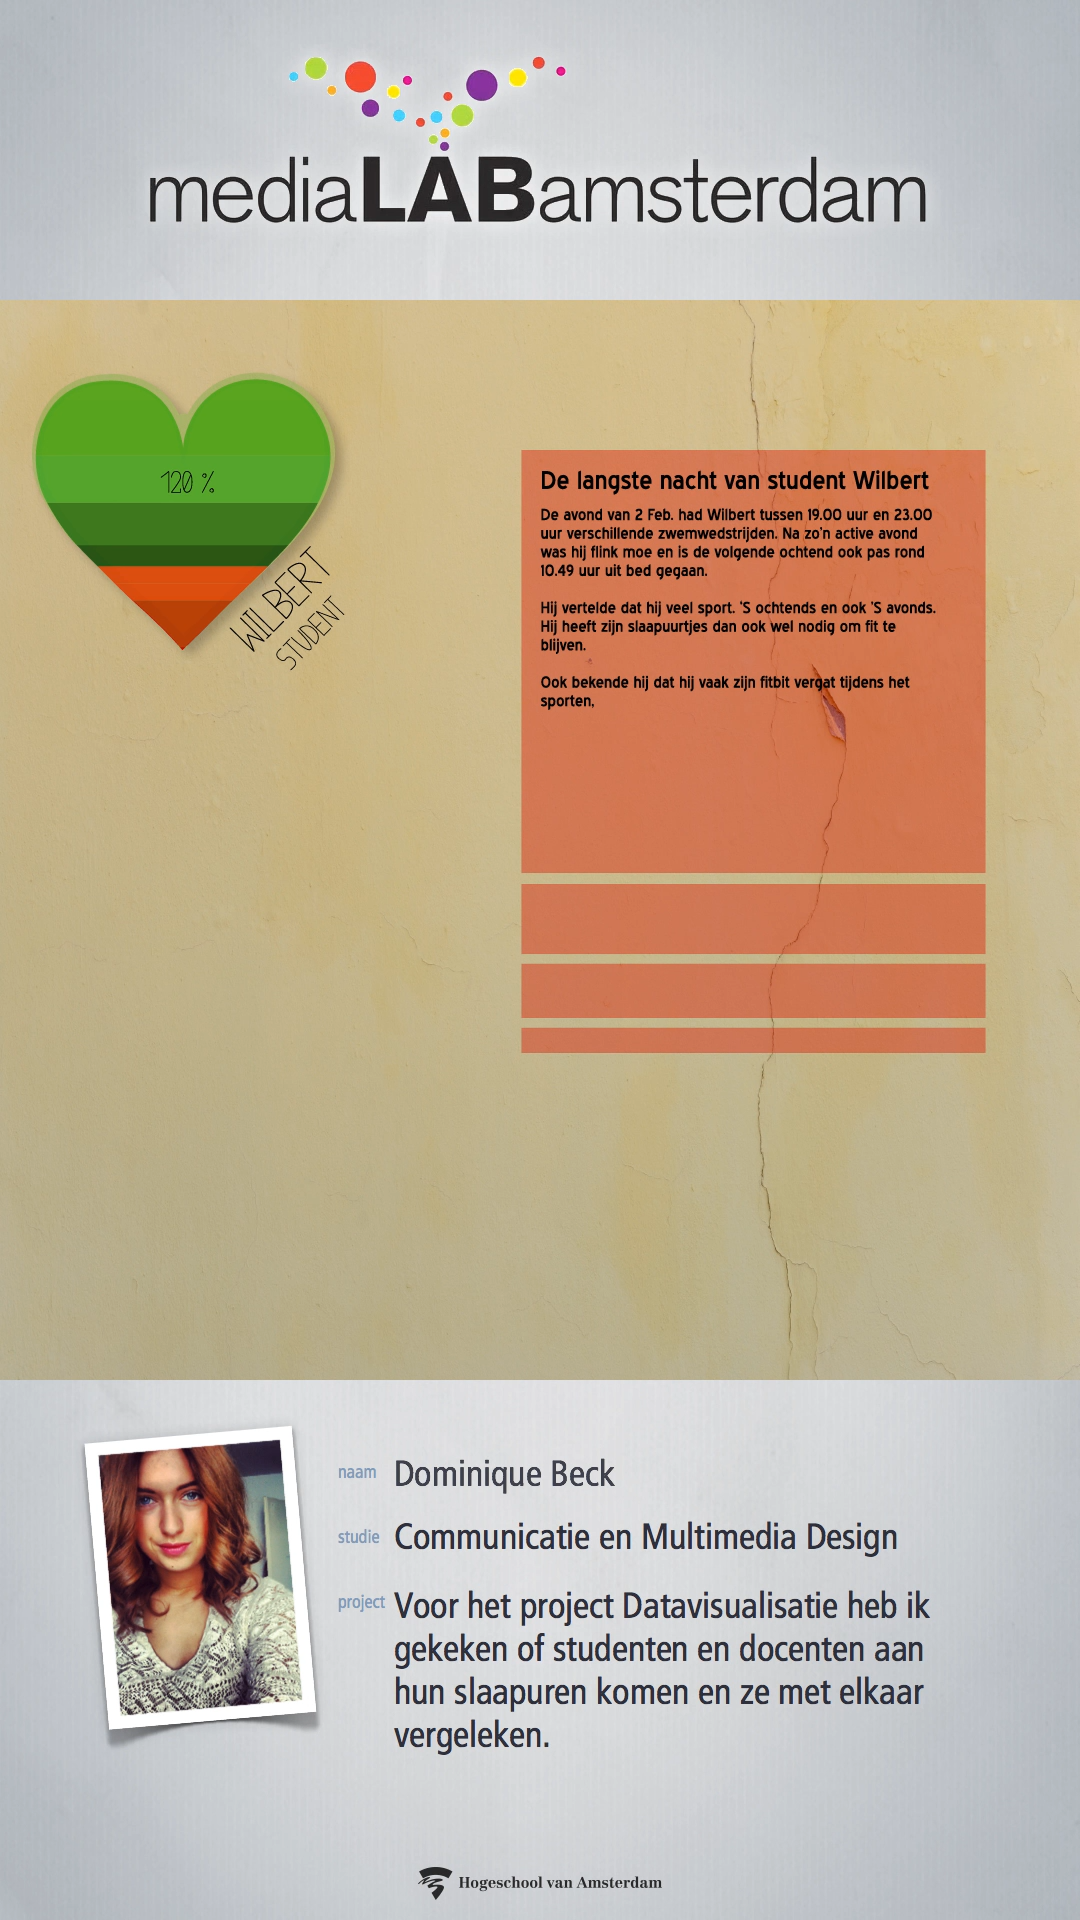 mediaLABamsterdam
120 %
WILBERT
STUDENT
De langste nacht van student Wilbert
De avond van 2 Feb. had Wilbert tussen 19.00 uur en 23.00
uur verschillende zwemwedstrijden. Na zo'n active avond
was hij flink moe en is de volgende ochtend ook pas rond
10.49 uur uit bed gegaan.
Hij vertelde dat hij veel sport. 'S ochtends en ook 'S avonds.
Hij heeft zijn slaapuurtjes dan ook wel nodig om fit te
blijven.
Ook bekende hij dat hij vaak zijn fitbit vergat tijdens het
sporten,
naam Dominique Beck
studie Communicatie en Multimedia Design
project Voor het project Datavisualisatie heb ik
gekeken of studenten en docenten aan
hun slaapuren komen en ze met elkaar
vergeleken.
Hogeschool van Amsterdam